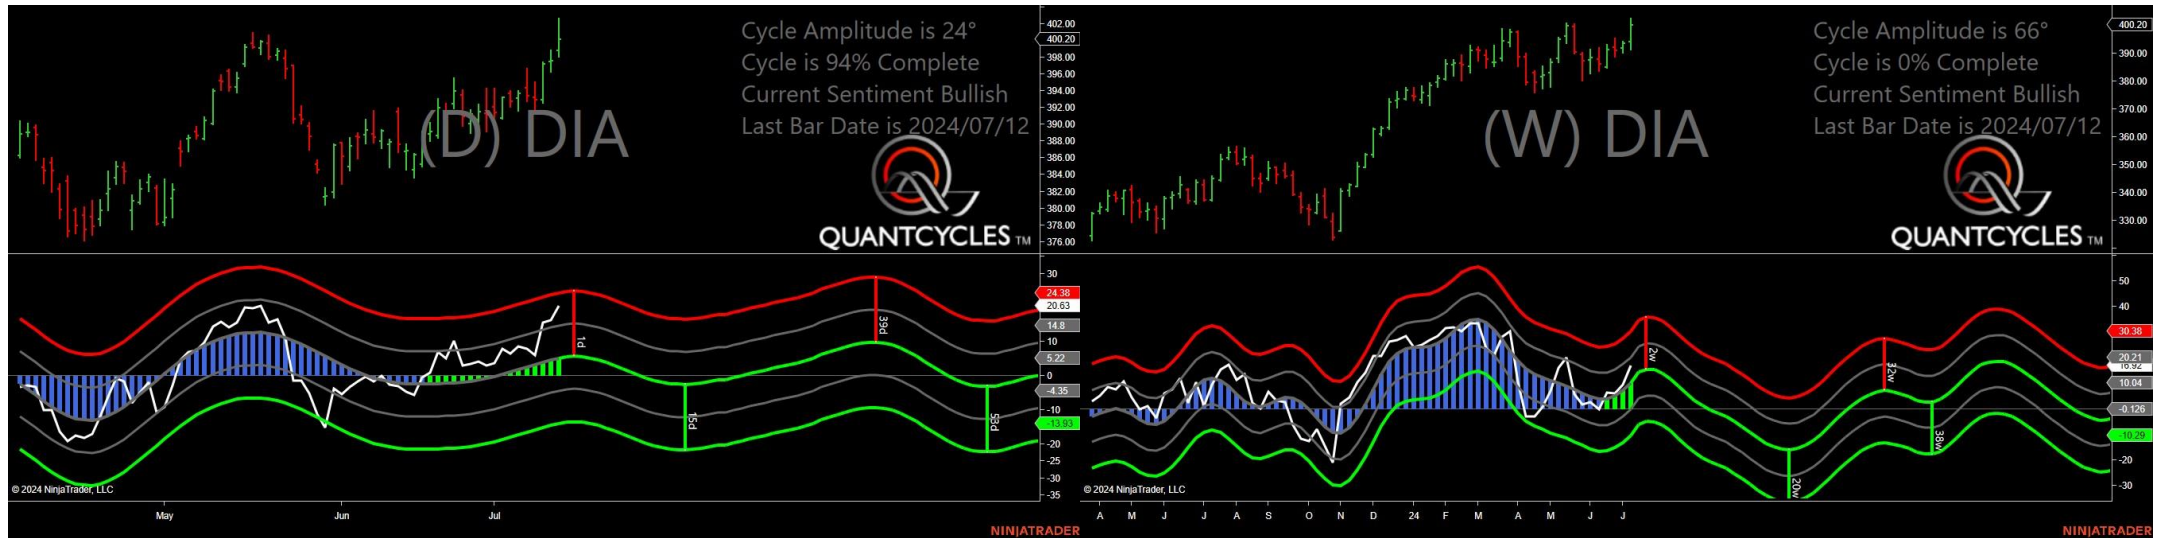 Cycle Amplitude is 24°
Cycle is 94% Complete
Current Sentiment Bullish
Last Bar Date is 2024/07/12
(D) DIA
QUANTCYCLES TM
402.00
400.20
398.00
396.00
394.00
392.00
390.00
388.00
386.00
384.00
382.00
380.00
378.00
376.00
30
24.38
20.63
14.8
10
5.22
0
-4.35
-10
-13.93
-20
-25
-30
-35
1d
15d
39d
53d
© 2024 NinjaTrader, LLC
May Jun Jul
NINJATRADER
Cycle Amplitude is 66°
Cycle is 0% Complete
Current Sentiment Bullish
Last Bar Date is 2024/07/12
(W) DIA
QUANTCYCLES TM
400.20
390.00
380.00
370.00
360.00
350.00
340.00
330.00
50
40
30.38
20.21
16.92
10.04
-0.126
-10.29
-20
-30
2w
20w
32w
38w
© 2024 NinjaTrader, LLC
A M J J A S O N D 24 F M A M J J
NINJATRADER